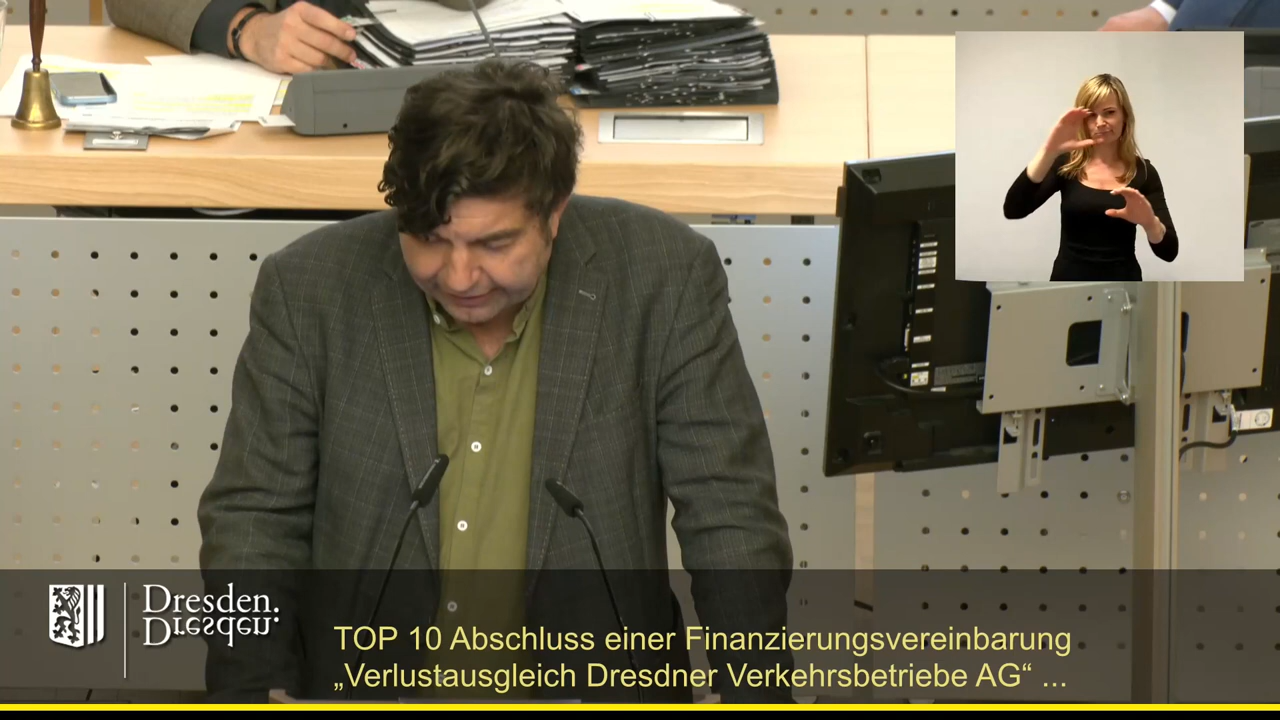 Dresden.
Dresden.
TOP 10 Abschluss einer Finanzierungsvereinbarung
„Verlustausgleich Dresdner Verkehrsbetriebe AG“ ...